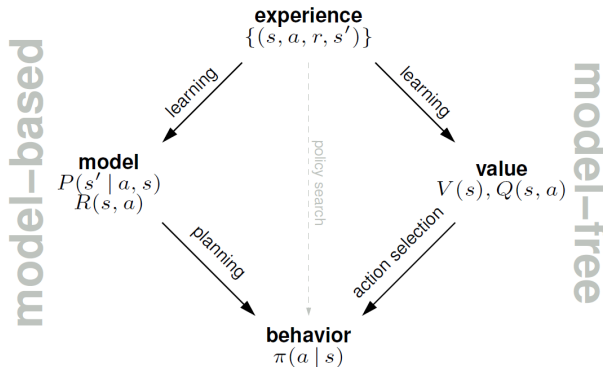 experience
{(s, a, r, s′)}
model-based
learning
learning
model-free
policy search
model
P(s′ | a, s)
R(s, a)
value
V(s), Q(s, a)
planning
action selection
behavior
π(a | s)